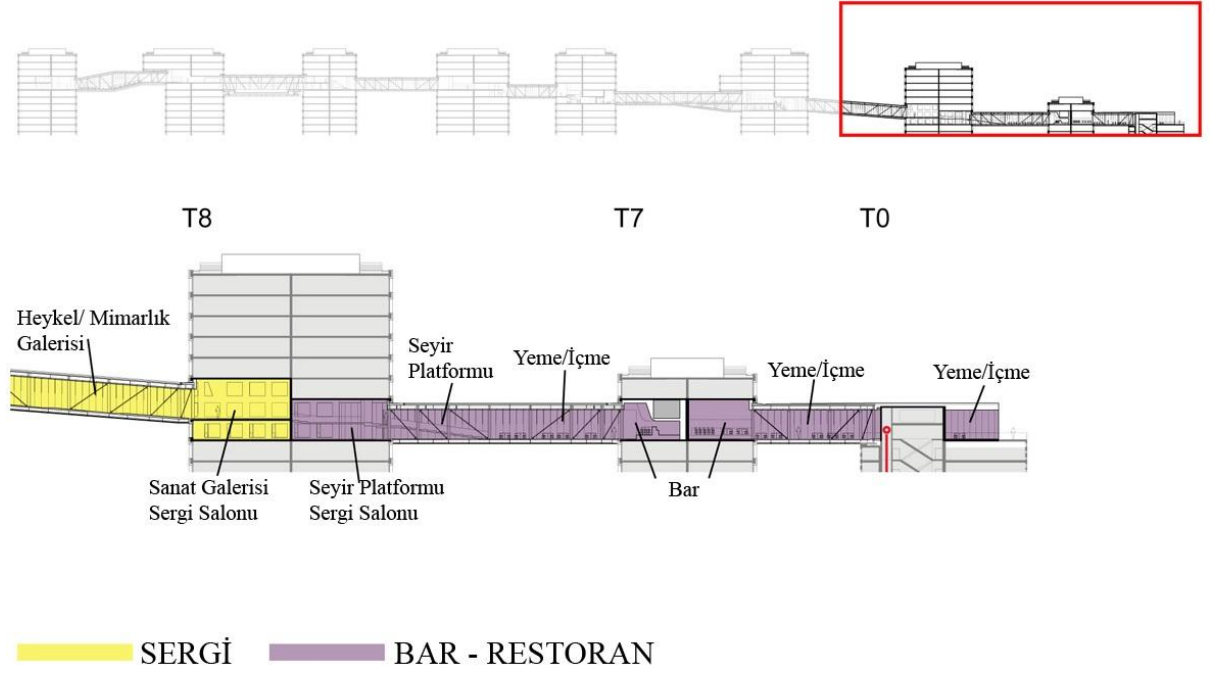 T8
T7
T0
Heykel/ Mimarlık
Galerisi
Seyir
Platformu
Yeme/İçme
Yeme/İçme
Yeme/İçme
Sanat Galerisi
Sergi Salonu
Seyir Platformu
Sergi Salonu
Bar
SERGİ
BAR - RESTORAN